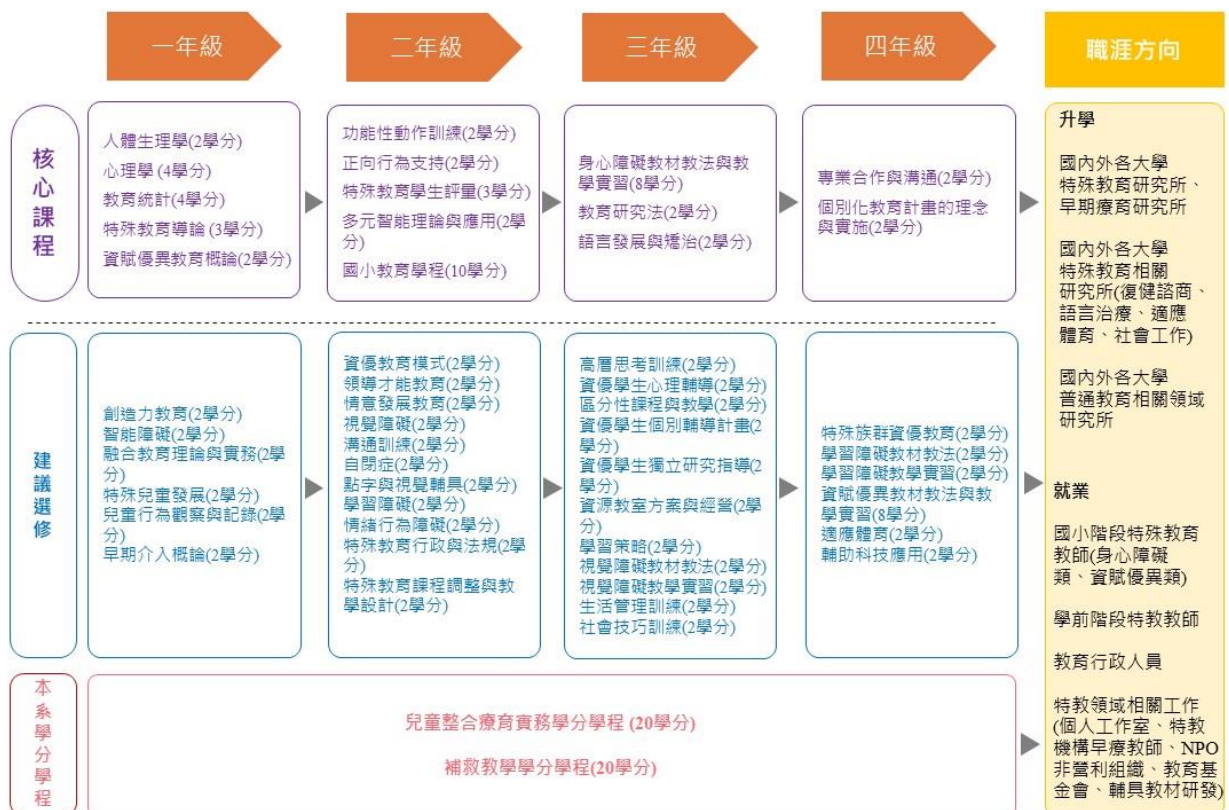 一年級
二年級
三年級
四年級
職涯方向
核心課程
人體生理學(2學分)
心理學 (4學分)
教育統計(4學分)
特殊教育導論 (3學分)
資賦優異教育概論(2學分)
功能性動作訓練(2學分)
正向行為支持(2學分)
特殊教育學生評量(3學分)
多元智能理論與應用(2學
分)
國小教育學程(10學分)
身心障礙教材教法與教
學實習(8學分)
教育研究法(2學分)
語言發展與矯治(2學分)
專業合作與溝通(2學分)
個別化教育計畫的理念
與實施(2學分)
建議選修
創造力教育(2學分)
智能障礙(2學分)
融合教育理論與實務(2學
分)
特殊兒童發展(2學分)
兒童行為觀察與記錄(2學
分)
早期介入概論(2學分)
資優教育模式(2學分)
領導才能教育(2學分)
情意發展教育(2學分)
視覺障礙(2學分)
溝通訓練(2學分)
自閉症(2學分)
點字與視覺輔具(2學分)
學習障礙(2學分)
情緒行為障礙(2學分)
特殊教育行政與法規(2學
分)
特殊教育課程調整與教
學設計(2學分)
高層思考訓練(2學分)
資優學生心理輔導(2學分)
區分性課程與教學(2學分)
資優學生個別輔導計畫(2
學分)
資優學生獨立研究指導(2
學分)
資源教室方案與經營(2學
分)
學習策略(2學分)
視覺障礙教材教法(2學分)
視覺障礙教學實習(2學分)
生活管理訓練(2學分)
社會技巧訓練(2學分)
特殊族群資優教育(2學分)
學習障礙教材教法(2學分)
學習障礙教學實習(2學分)
資賦優異教材教法與教
學實習(8學分)
適應體育(2學分)
輔助科技應用(2學分)
本系學分學程
兒童整合療育實務學分學程 (20學分)
補救教學學分學程(20學分)
升學
國內外各大學
特殊教育研究所、
早期療育研究所
國內外各大學
特殊教育相關
研究所(復健諮商、
語言治療、適應
體育、社會工作)
國內外各大學
普通教育相關領域
研究所
就業
國小階段特殊教育
教師(身心障礙
類、資賦優異類)
學前階段特教教師
教育行政人員
特教領域相關工作
(個人工作室、特教
機構早療教師、NPO
非營利組織、教育基
金會、輔具教材研發)